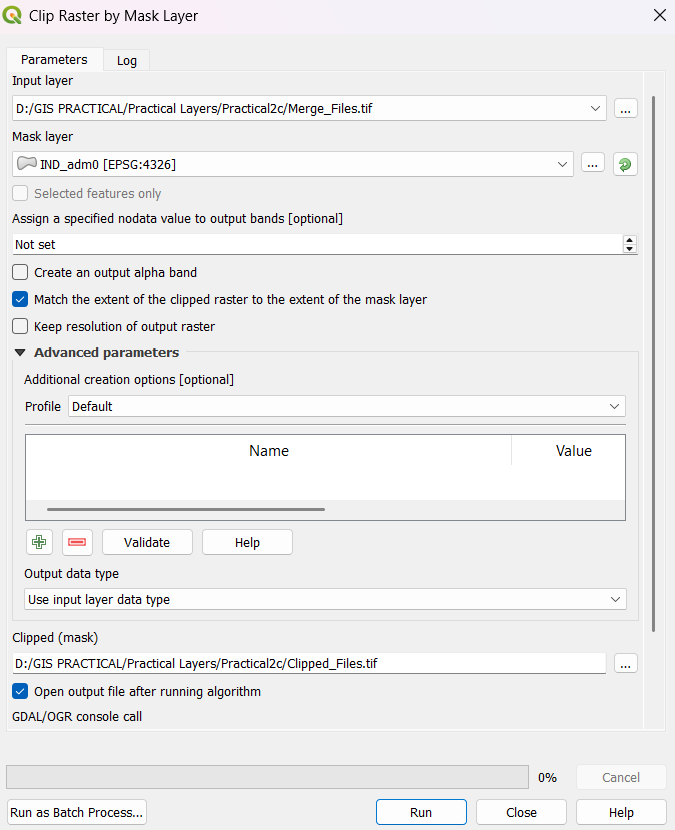 Clip Raster by Mask Layer
Parameters
Log
Input layer
D:/GIS PRACTICAL/Practical Layers/Practical2c/Merge_Files.tif
...
Mask layer
IND_adm0 [EPSG:4326]
...
Selected features only
Assign a specified nodata value to output bands [optional]
Not set
Create an output alpha band
Match the extent of the clipped raster to the extent of the mask layer
Keep resolution of output raster
Advanced parameters
Additional creation options [optional]
Profile Default
Name Value
Validate Help
Output data type
Use input layer data type
Clipped (mask)
D:/GIS PRACTICAL/Practical Layers/Practical2c/Clipped_Files.tif
...
Open output file after running algorithm
GDAL/OGR console call
0% Cancel
Run as Batch Process... Run Close Help